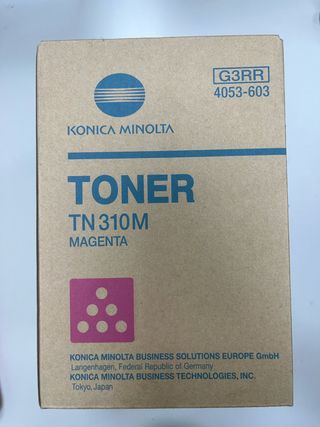 G3RR
4053-603
KONICA MINOLTA
TONER
TN310M
MAGENTA
KONICA MINOLTA BUSINESS SOLUTIONS EUROPE GmbH
Langenhagen, Federal Republic of Germany
KONICA MINOLTA BUSINESS TECHNOLOGIES, INC.
Tokyo, Japan